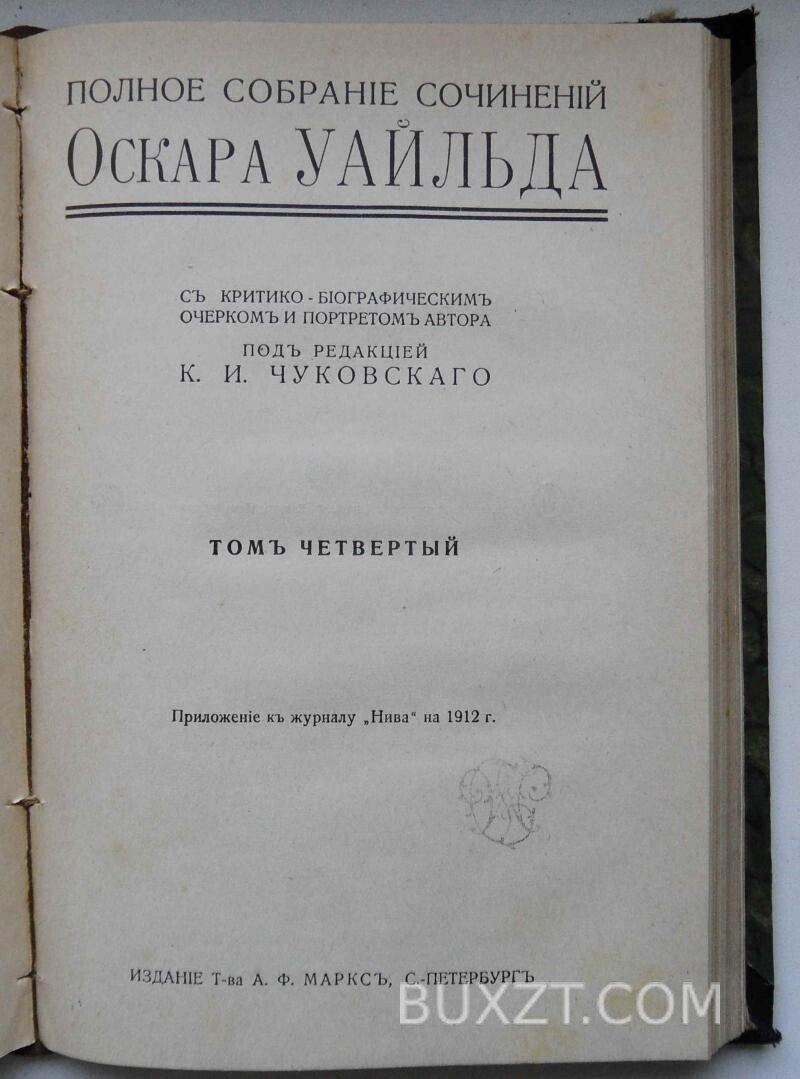 ПОЛНОЕ СОБРАНІЕ СОЧИНЕНІЙ
ОСКАРА УАЙЛЬДА
СЪ КРИТИКО-БІОГРАФИЧЕСКИМЪ
ОЧЕРКОМЪ И ПОРТРЕТОМЪ АВТОРА
ПОДЪ РЕДАКЦІЕЙ
К. И. ЧУКОВСКАГО
ТОМЪ ЧЕТВЕРТЫЙ
Приложеніе къ журналу „Нива“ на 1912 г.
ИЗДАНІЕ Т-ва А. Ф. МАРКСЪ, С.-ПЕТЕРБУРГЪ
BUXZT.COM